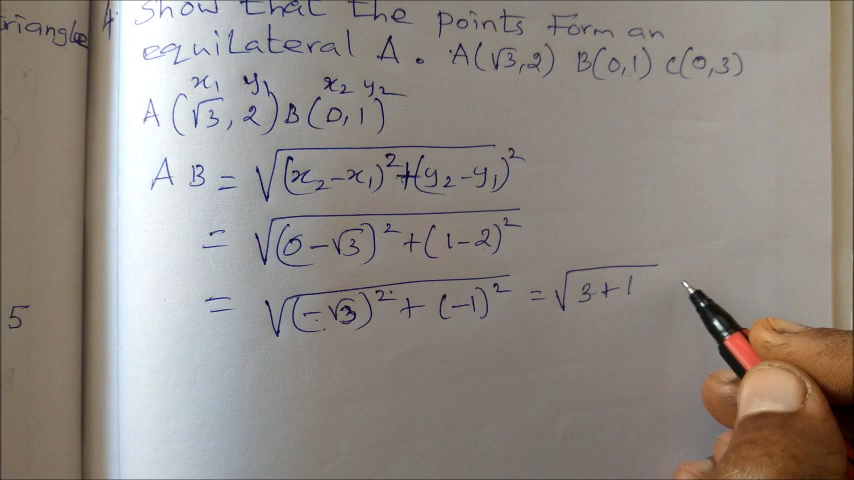 riangle 4. Show that the points Form an
equilateral Δ. A(√3,2) B(0,1) C(0,3)
x₁ y₁ x₂ y₂
A(√3, 2) B(0,1)
AB = √(x₂-x₁)²+(y₂-y₁)²
= √(0-√3)²+(1-2)²
= √(-√3)²+(-1)² = √3+1
5